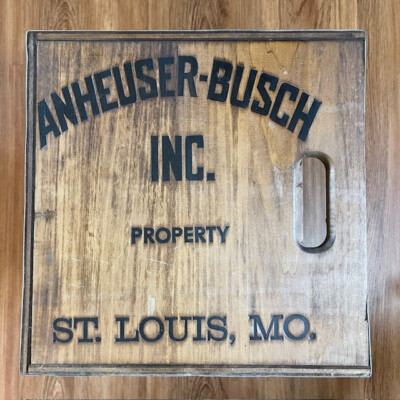 ANHEUSER-BUSCH
INC.
PROPERTY
ST. LOUIS, MO.